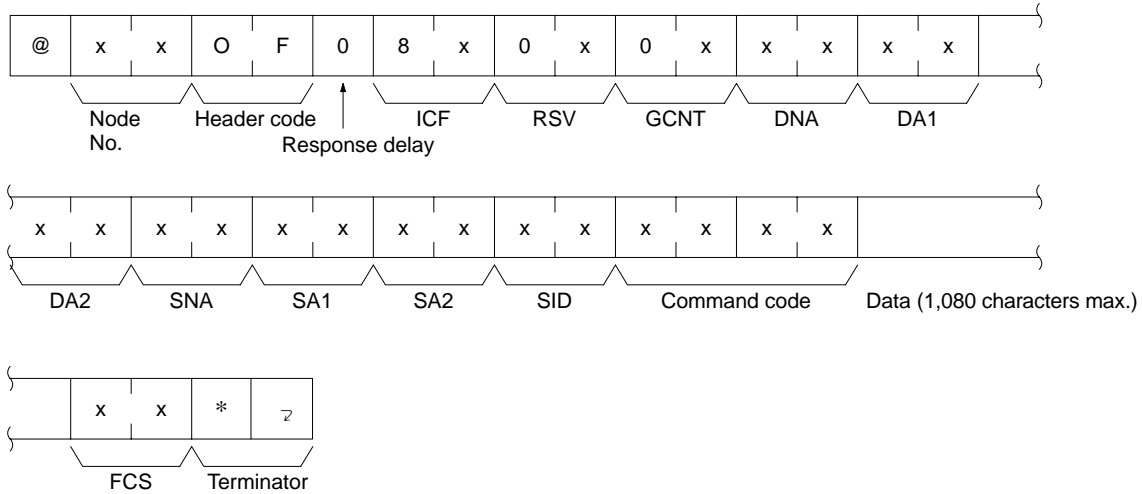 @ x x O F 0 8 x 0 x 0 x x x x x
Node No. Header code Response delay ICF RSV GCNT DNA DA1
x x x x x x x x x x x x x x
DA2 SNA SA1 SA2 SID Command code Data (1,080 characters max.)
x x * ↵
FCS Terminator